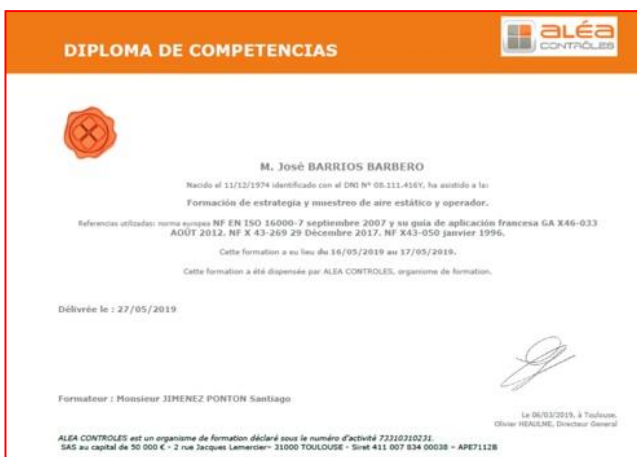 DIPLOMA DE COMPETENCIAS
aléa
CONTRÔLES
M. José BARRIOS BARBERO
Nacido el 11/12/1974 identificado con el DNI Nº 08.111.416Y, ha asistido a la:
Formación de estrategia y muestreo de aire estático y operador.
Referencias utilizadas: norma europea NF EN ISO 16000-7 septiembre 2007 y su guia de aplicación francesa GA X46-033
AOÛT 2012. NF X 43-269 29 Décembre 2017. NF X43-050 janvier 1996.
Cette formation a eu lieu du 16/05/2019 au 17/05/2019.
Cette formation a été dispensée par ALEA CONTROLES, organisme de formation.
Délivrée le : 27/05/2019
Formateur : Monsieur JIMENEZ PONTON Santiago
Le 06/03/2019, à Toulouse.
Olivier HEAULME, Directeur General
ALEA CONTROLES est un organisme de formation déclaré sous le numéro d'activité 73310310231.
SAS au capital de 50 000 € - 2 rue Jacques Lemercier– 31000 TOULOUSE - Siret 411 007 834 00038 – APE7112B